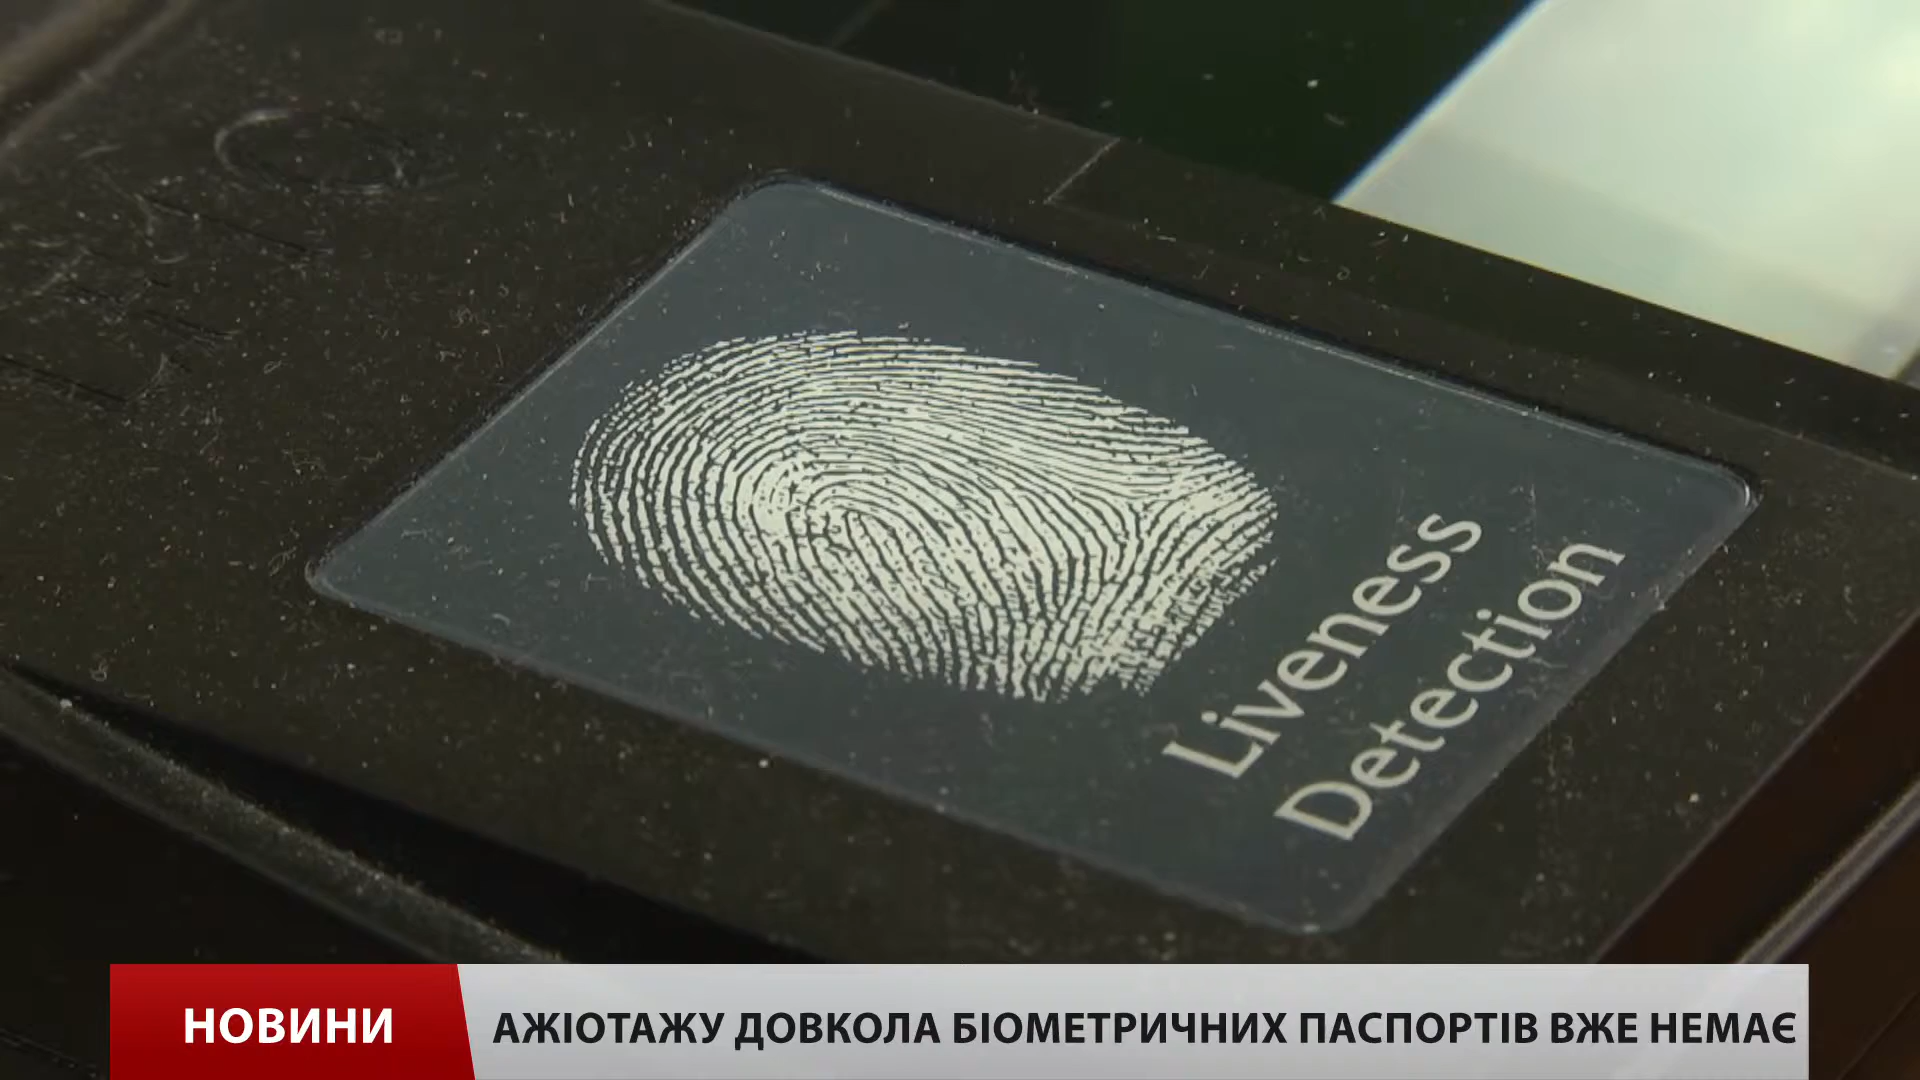 Liveness
Detection
НОВИНИ
АЖІОТАЖУ ДОВКОЛА БІОМЕТРИЧНИХ ПАСПОРТІВ ВЖЕ НЕМАЄ